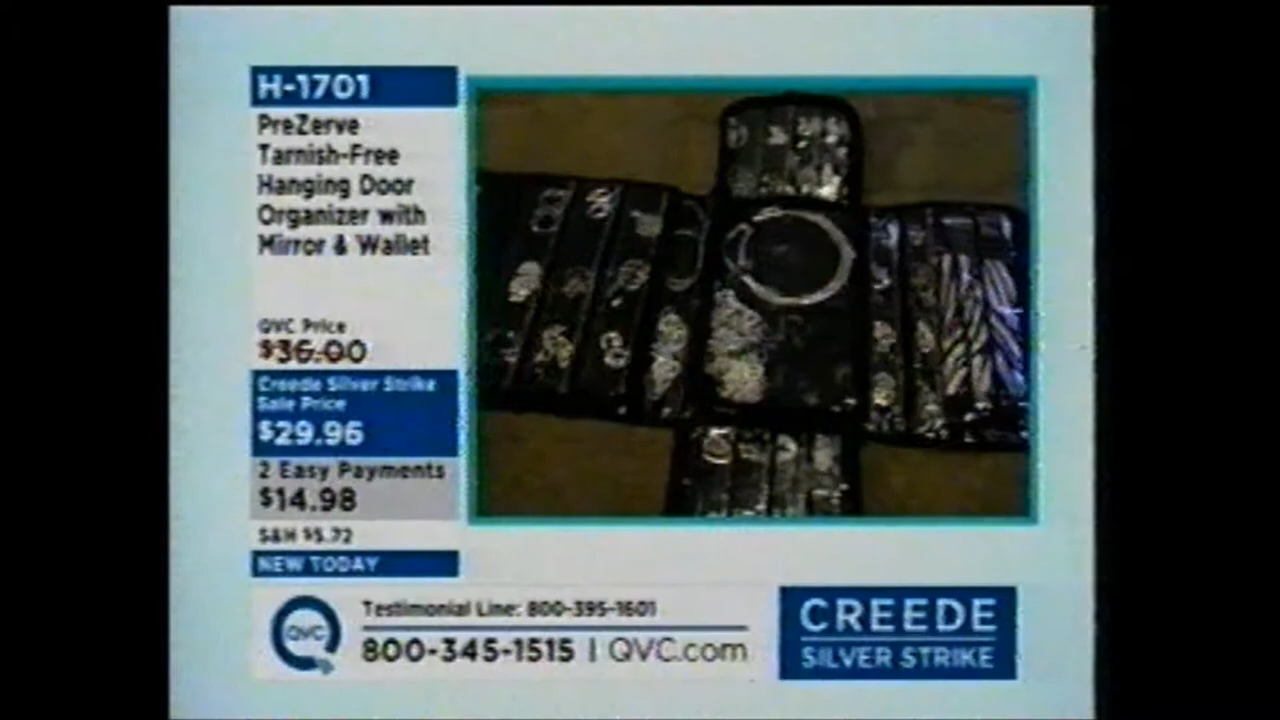 H-1701
PreZerve
Tarnish-Free
Hanging Door
Organizer with
Mirror & Wallet
QVC Price
$36.00
Creede Silver Strike
Sale Price
$29.96
2 Easy Payments
$14.98
S&H $5.72
NEW TODAY
QVC
Testimonial Line: 800-395-1601
800-345-1515 | QVC.com
CREEDE
SILVER STRIKE